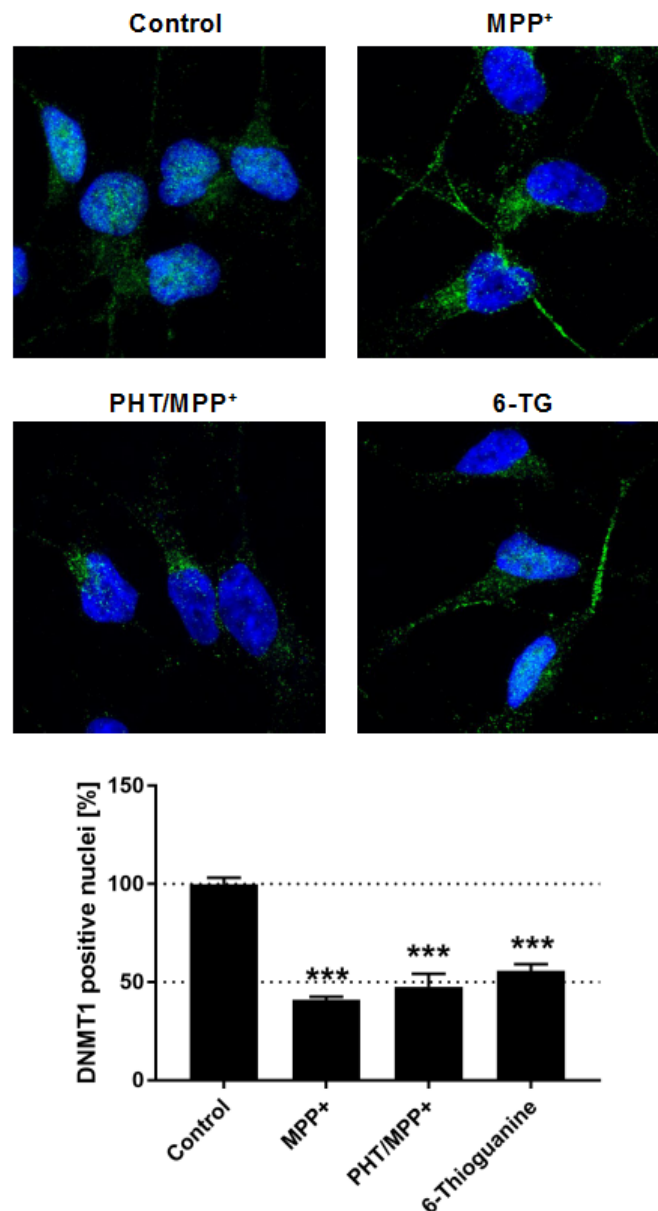 Control
MPP⁺
PHT/MPP⁺
6-TG
DNMT1 positive nuclei [%]
150
100
50
0
***
***
***
Control
MPP+
PHT/MPP+
6-Thioguanine